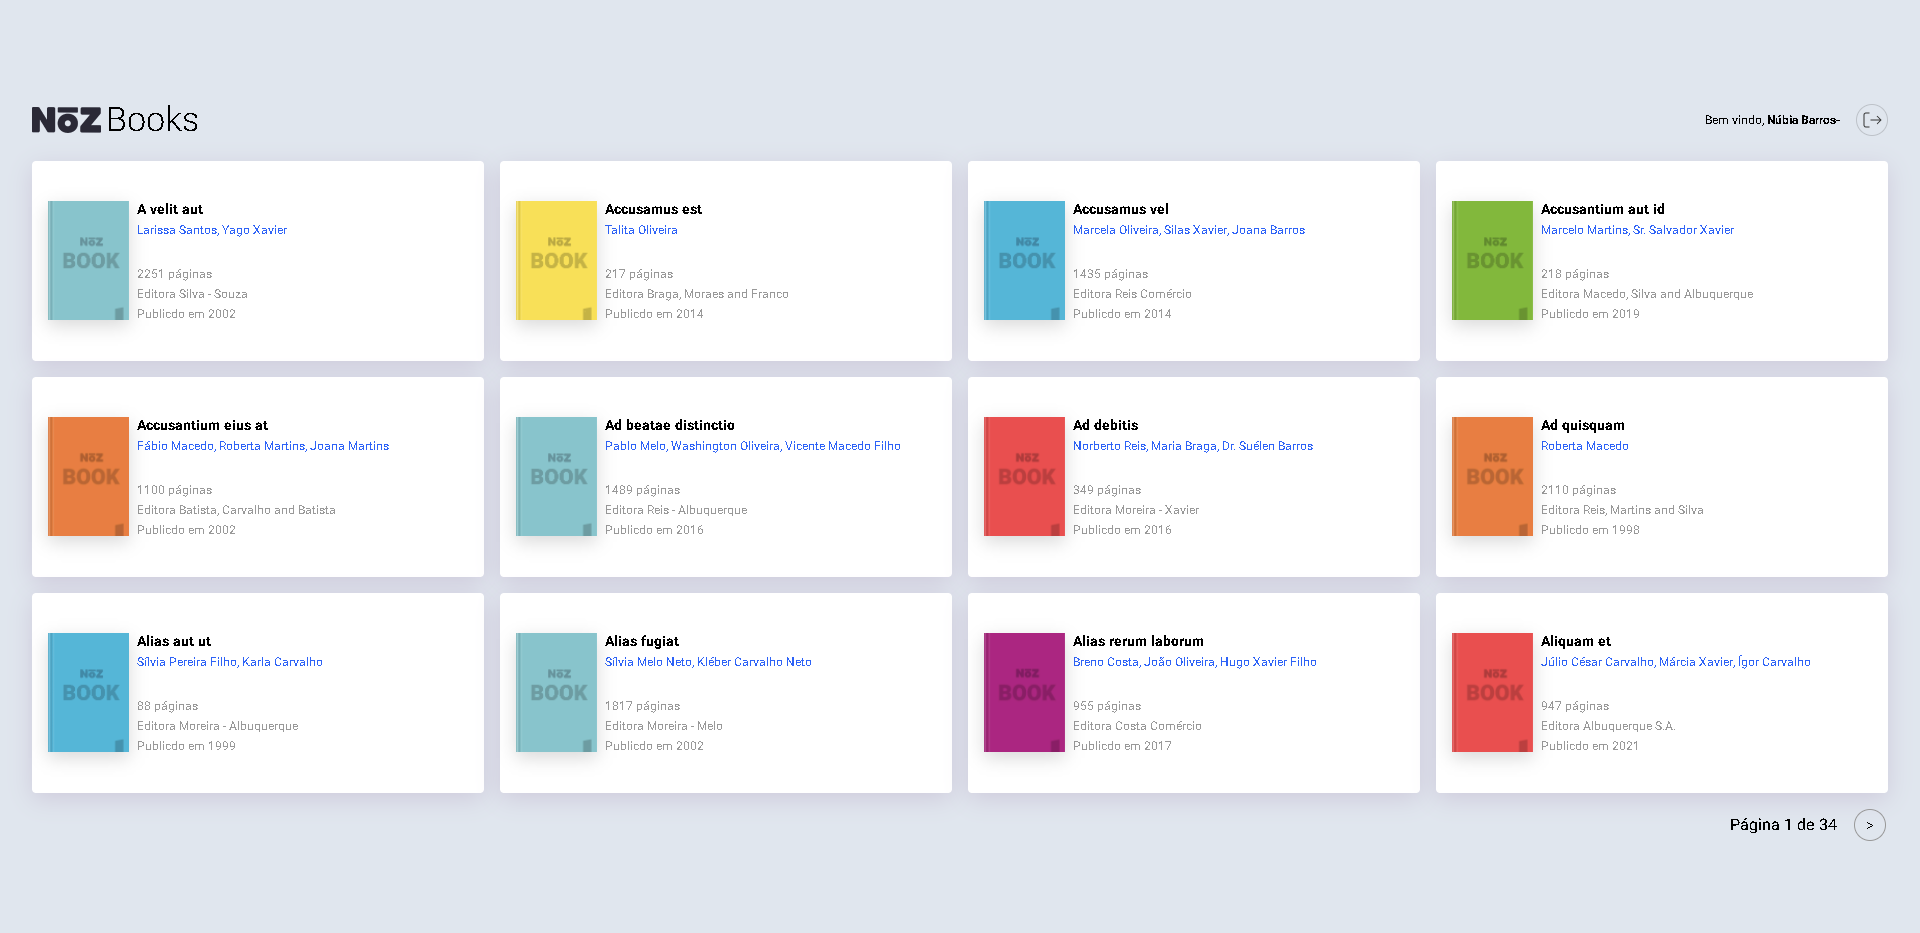 NōZ Books
Bem vindo, Núbia Barros-
NōZ
BOOK
A velit aut
Larissa Santos, Yago Xavier
2251 páginas
Editora Silva - Souza
Publicdo em 2002
NōZ
BOOK
Accusamus est
Talita Oliveira
217 páginas
Editora Braga, Moraes and Franco
Publicdo em 2014
NōZ
BOOK
Accusamus vel
Marcela Oliveira, Silas Xavier, Joana Barros
1435 páginas
Editora Reis Comércio
Publicdo em 2014
NōZ
BOOK
Accusantium aut id
Marcelo Martins, Sr. Salvador Xavier
218 páginas
Editora Macedo, Silva and Albuquerque
Publicdo em 2019
NōZ
BOOK
Accusantium eius at
Fábio Macedo, Roberta Martins, Joana Martins
1100 páginas
Editora Batista, Carvalho and Batista
Publicdo em 2002
NōZ
BOOK
Ad beatae distinctio
Pablo Melo, Washington Oliveira, Vicente Macedo Filho
1489 páginas
Editora Reis - Albuquerque
Publicdo em 2016
NōZ
BOOK
Ad debitis
Norberto Reis, Maria Braga, Dr. Suélen Barros
349 páginas
Editora Moreira - Xavier
Publicdo em 2016
NōZ
BOOK
Ad quisquam
Roberta Macedo
2110 páginas
Editora Reis, Martins and Silva
Publicdo em 1998
NōZ
BOOK
Alias aut ut
Sílvia Pereira Filho, Karla Carvalho
88 páginas
Editora Moreira - Albuquerque
Publicdo em 1999
NōZ
BOOK
Alias fugiat
Sílvia Melo Neto, Kléber Carvalho Neto
1817 páginas
Editora Moreira - Melo
Publicdo em 2002
NōZ
BOOK
Alias rerum laborum
Breno Costa, João Oliveira, Hugo Xavier Filho
955 páginas
Editora Costa Comércio
Publicdo em 2017
NōZ
BOOK
Aliquam et
Júlio César Carvalho, Márcia Xavier, Ígor Carvalho
947 páginas
Editora Albuquerque S.A.
Publicdo em 2021
Página 1 de 34 >